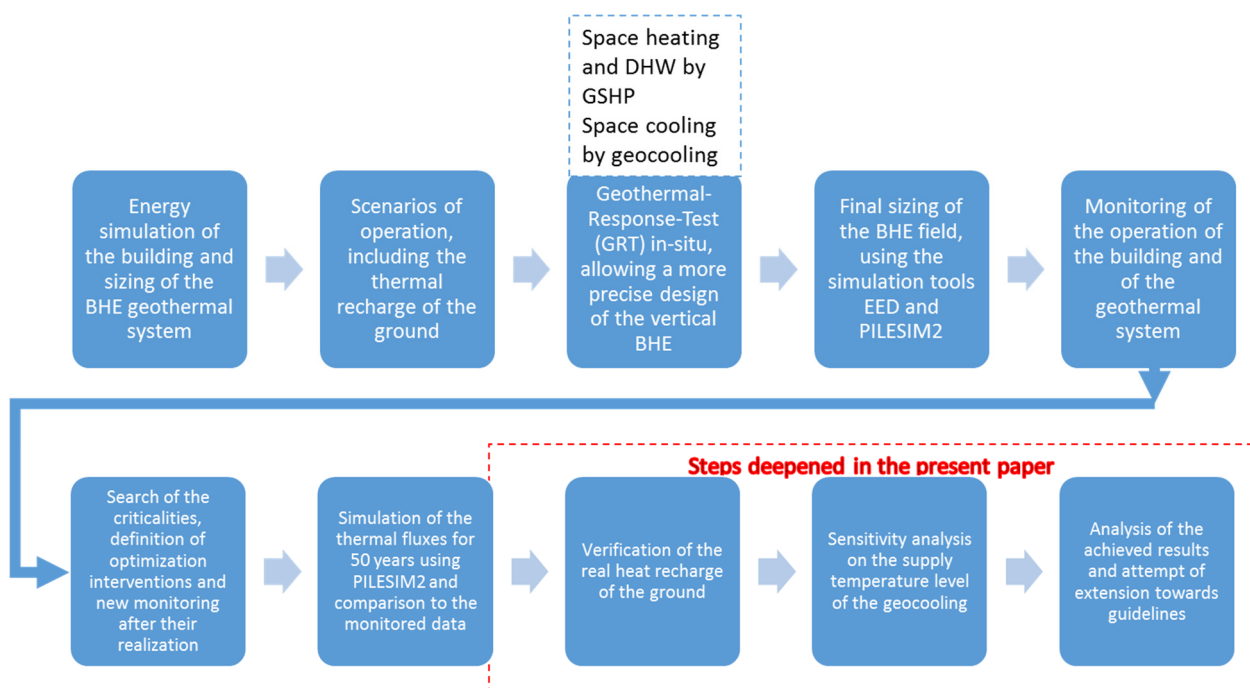 Space heating
and DHW by
GSHP
Space cooling
by geocooling
Energy
simulation of
the building and
sizing of the
BHE geothermal
system
Scenarios of
operation,
including the
thermal
recharge of the
ground
Geothermal-
Response-Test
(GRT) in-situ,
allowing a more
precise design
of the vertical
BHE
Final sizing of
the BHE field,
using the
simulation tools
EED and
PILESIM2
Monitoring of
the operation of
the building and
of the
geothermal
system
Steps deepened in the present paper
Search of the
criticalities,
definition of
optimization
interventions and
new monitoring
after their
realization
Simulation of the
thermal fluxes for
50 years using
PILESIM2 and
comparison to the
monitored data
Verification of the
real heat recharge
of the ground
Sensitivity analysis
on the supply
temperature level
of the geocooling
Analysis of the
achieved results
and attempt of
extension towards
guidelines